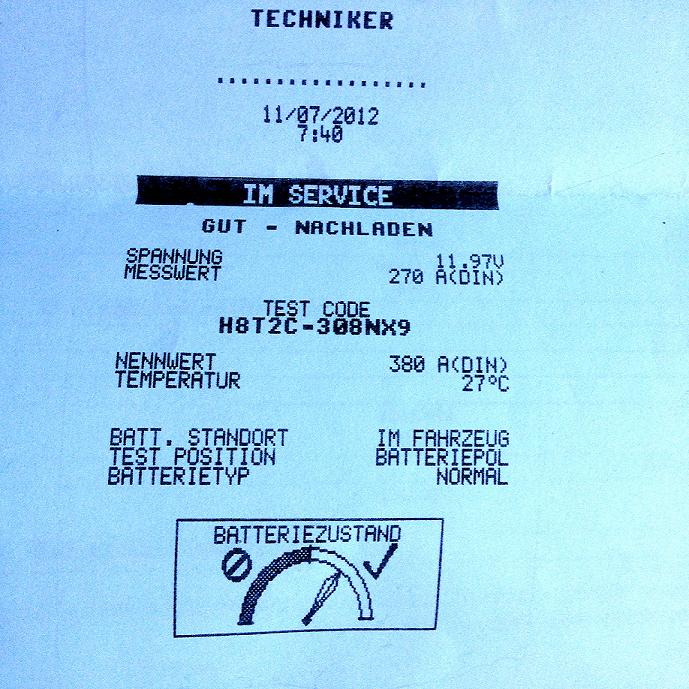 TECHNIKER
..................
11/07/2012
7:40
IM SERVICE
GUT - NACHLADEN
SPANNUNG 11.97V
MESSWERT 270 A(DIN)
TEST CODE
H8T2C-308NX9
NENNWERT 380 A(DIN)
TEMPERATUR 27°C
BATT. STANDORT IM FAHRZEUG
TEST POSITION BATTERIEPOL
BATTERIETYP NORMAL
BATTERIEZUSTAND